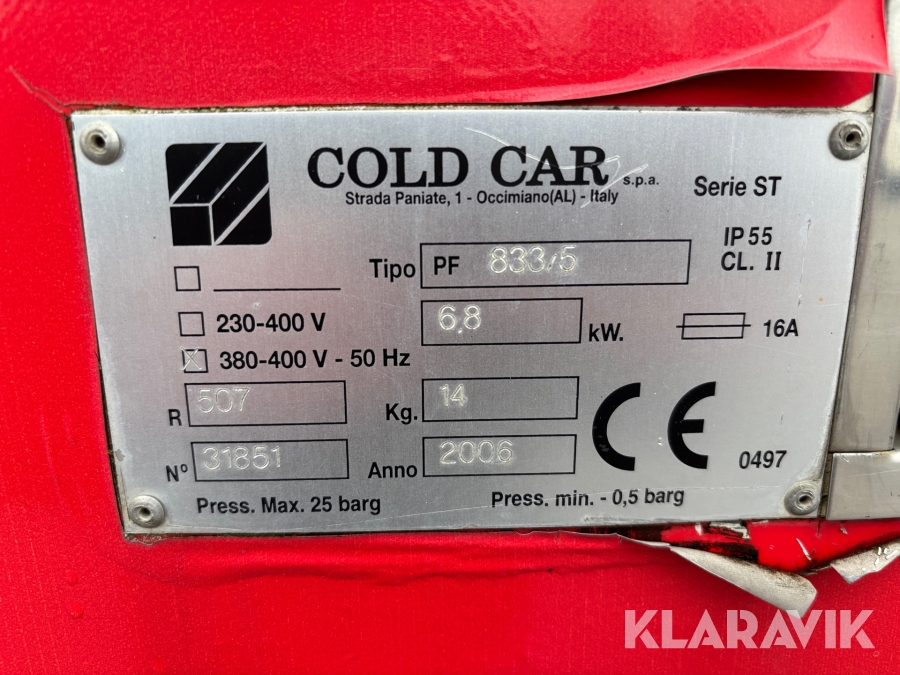 COLD CAR s.p.a.
Strada Paniate, 1 - Occimiano(AL) - Italy
Serie ST
IP 55
CL. II
Tipo PF 833/5
230-400 V
6,8 kW.
16A
380-400 V - 50 Hz
R 507
Kg. 14
N° 31851
Anno 2006
CE 0497
Press. Max. 25 barg
Press. min. - 0,5 barg
KLARAVIK